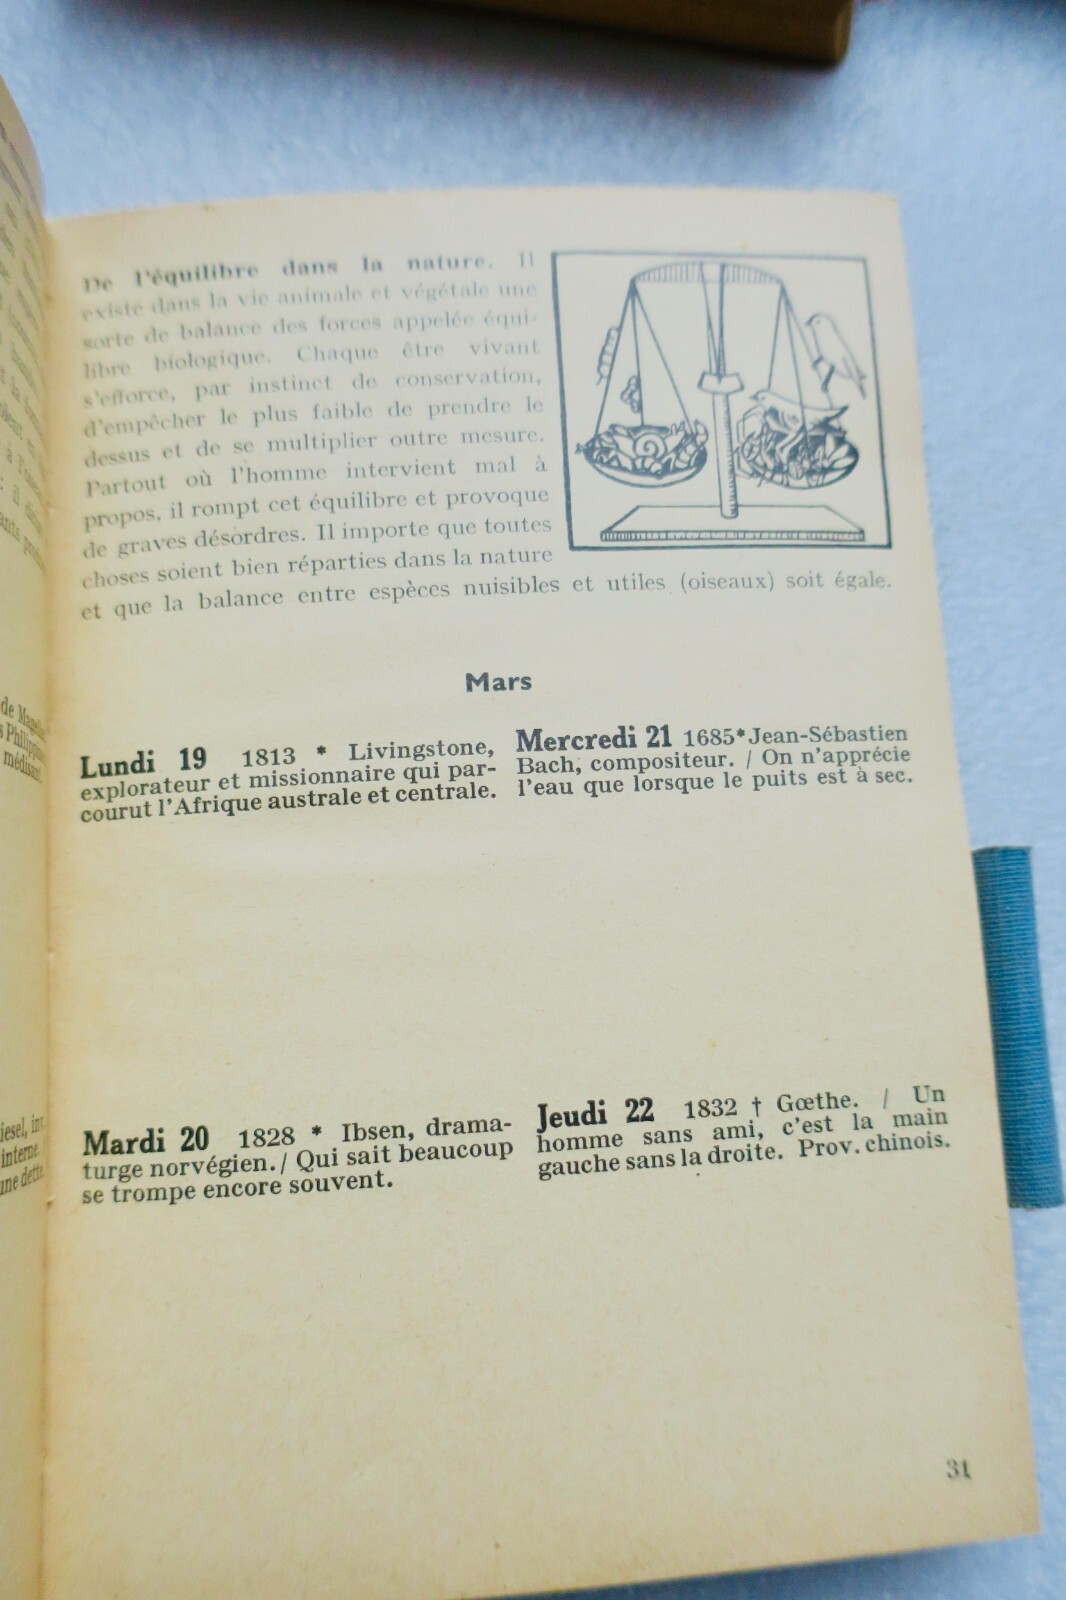 De l'équilibre dans la nature. Il
existe dans la vie animale et végétale une
sorte de balance des forces appelée équi-
libre biologique. Chaque être vivant
s'efforce, par instinct de conservation,
d'empêcher le plus faible de prendre le
dessus et de se multiplier outre mesure.
Partout où l'homme intervient mal à
propos, il rompt cet équilibre et provoque
de graves désordres. Il importe que toutes
choses soient bien réparties dans la nature
et que la balance entre espèces nuisibles et utiles (oiseaux) soit égale.
Mars
Lundi 19 1813 * Livingstone,
explorateur et missionnaire qui par-
courut l'Afrique australe et centrale.
Mardi 20 1828 * Ibsen, drama-
turge norvégien. / Qui sait beaucoup
se trompe encore souvent.
Mercredi 21 1685*Jean-Sébastien
Bach, compositeur. / On n'apprécie
l'eau que lorsque le puits est à sec.
Jeudi 22 1832 † Gœthe. / Un
homme sans ami, c'est la main
gauche sans la droite. Prov. chinois.
31